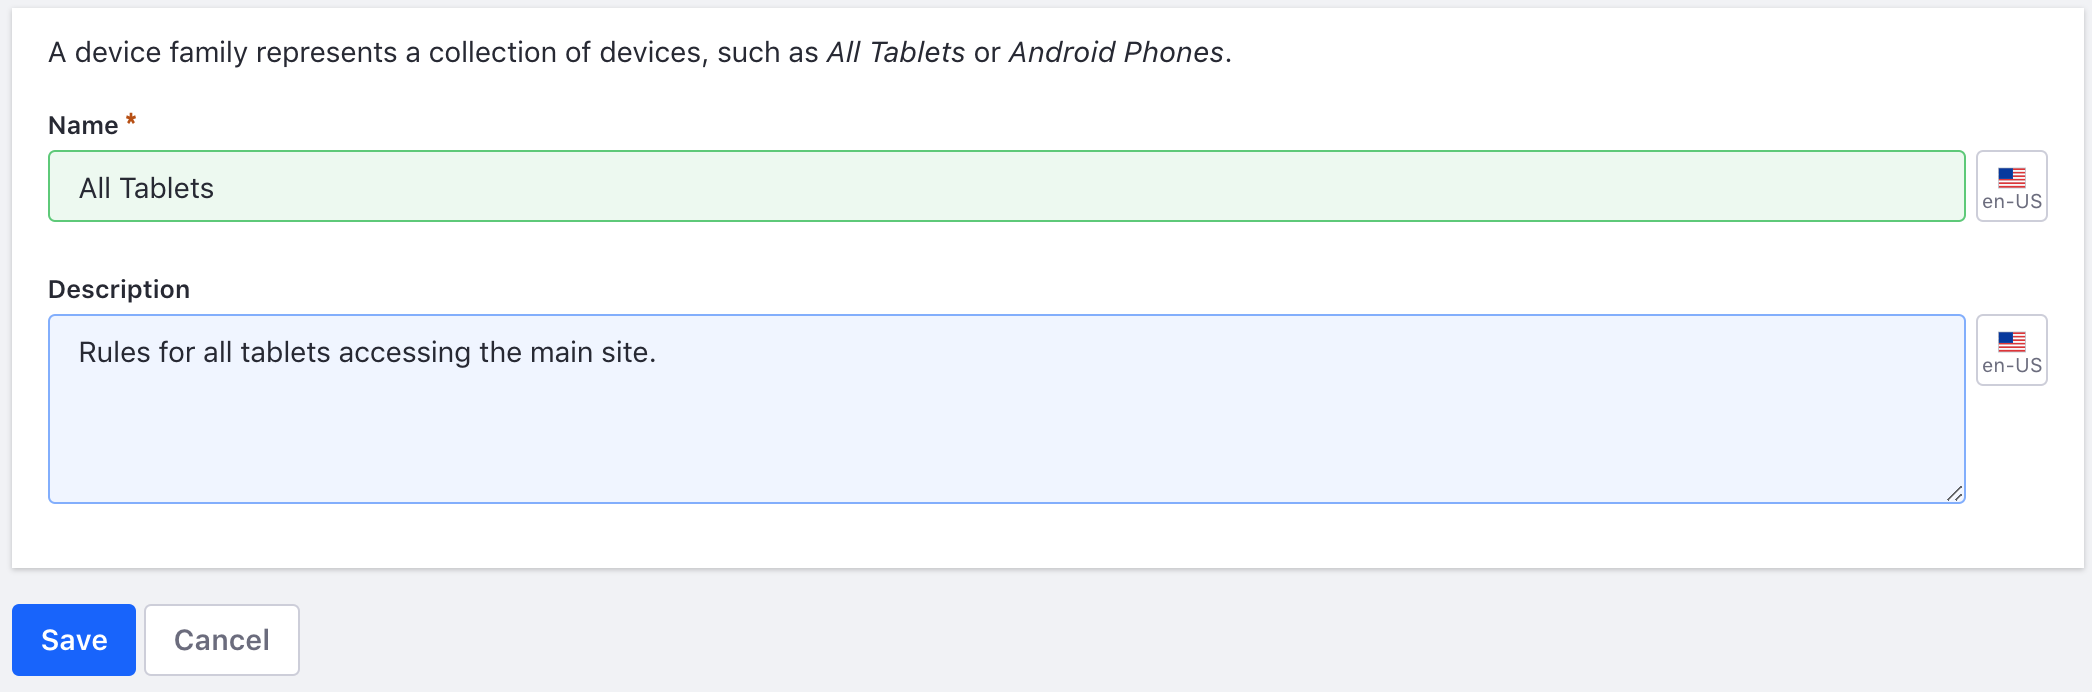 A device family represents a collection of devices, such as All Tablets or Android Phones.
Name *
All Tablets
en-US
Description
Rules for all tablets accessing the main site.
en-US
Save
Cancel